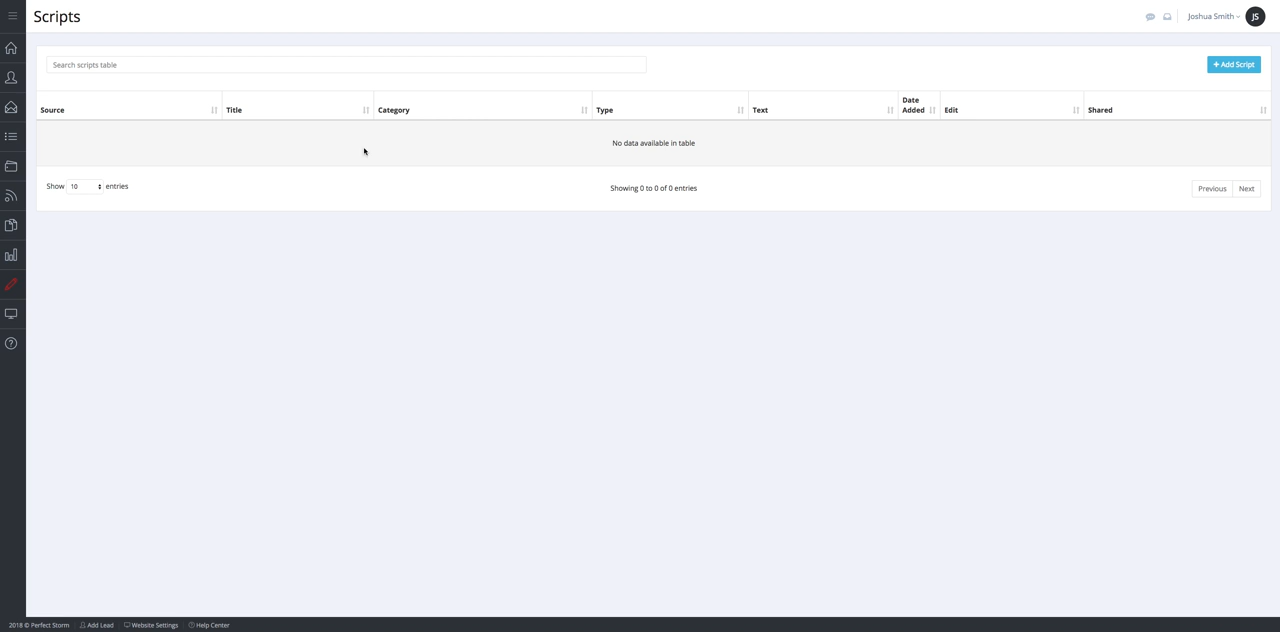 Scripts
Joshua Smith
JS
Search scripts table
+ Add Script
Source
Title
Category
Type
Text
Date
Added
Edit
Shared
No data available in table
Show 10 entries
Showing 0 to 0 of 0 entries
Previous
Next
2018 © Perfect Storm
Add Lead
Website Settings
Help Center